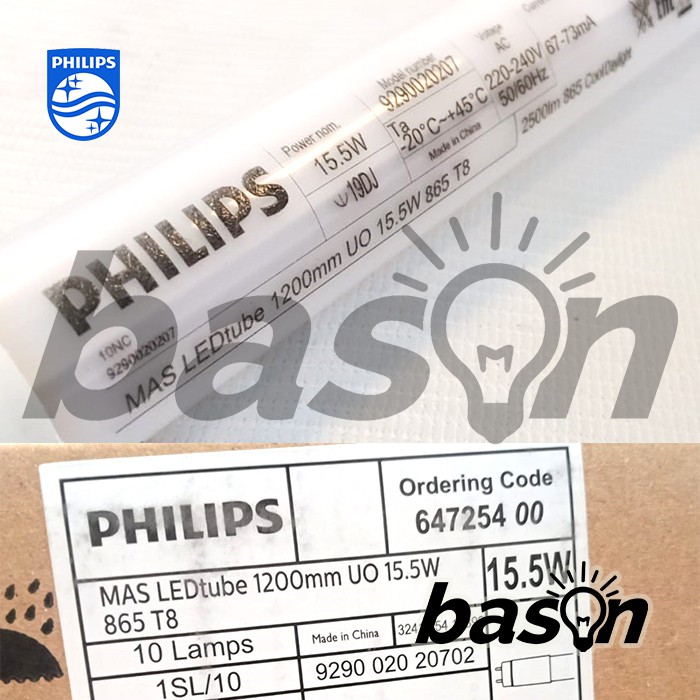 PHILIPS
PHILIPS
Power nom.
15.5W
19DJ
Model number
9290020207
Ta
-20°C~+45°C
Made in China
Voltage
AC
220-240V
50/60Hz
67-73mA
10NC
9290020207
MAS LEDtube 1200mm UO 15.5W 865 T8
2500lm 865 CoolDaylight
bason
PHILIPS
Ordering Code
647254 00
MAS LEDtube 1200mm UO 15.5W
865 T8
15.5W
10 Lamps
Made in China
1SL/10
9290 020 20702
bason